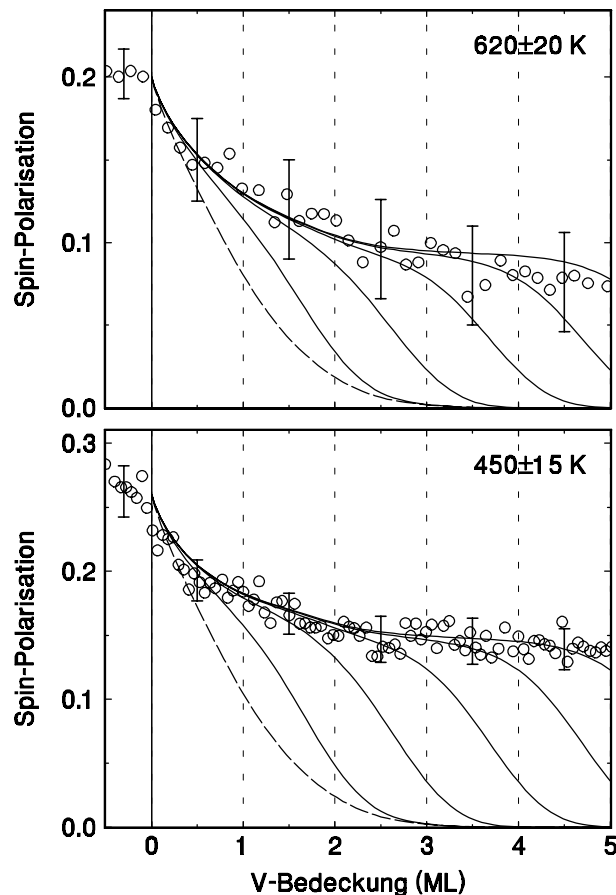 620±20 K
Spin-Polarisation
0.2
0.1
0.0
450±15 K
Spin-Polarisation
0.3
0.2
0.1
0.0
0 1 2 3 4 5
V-Bedeckung (ML)